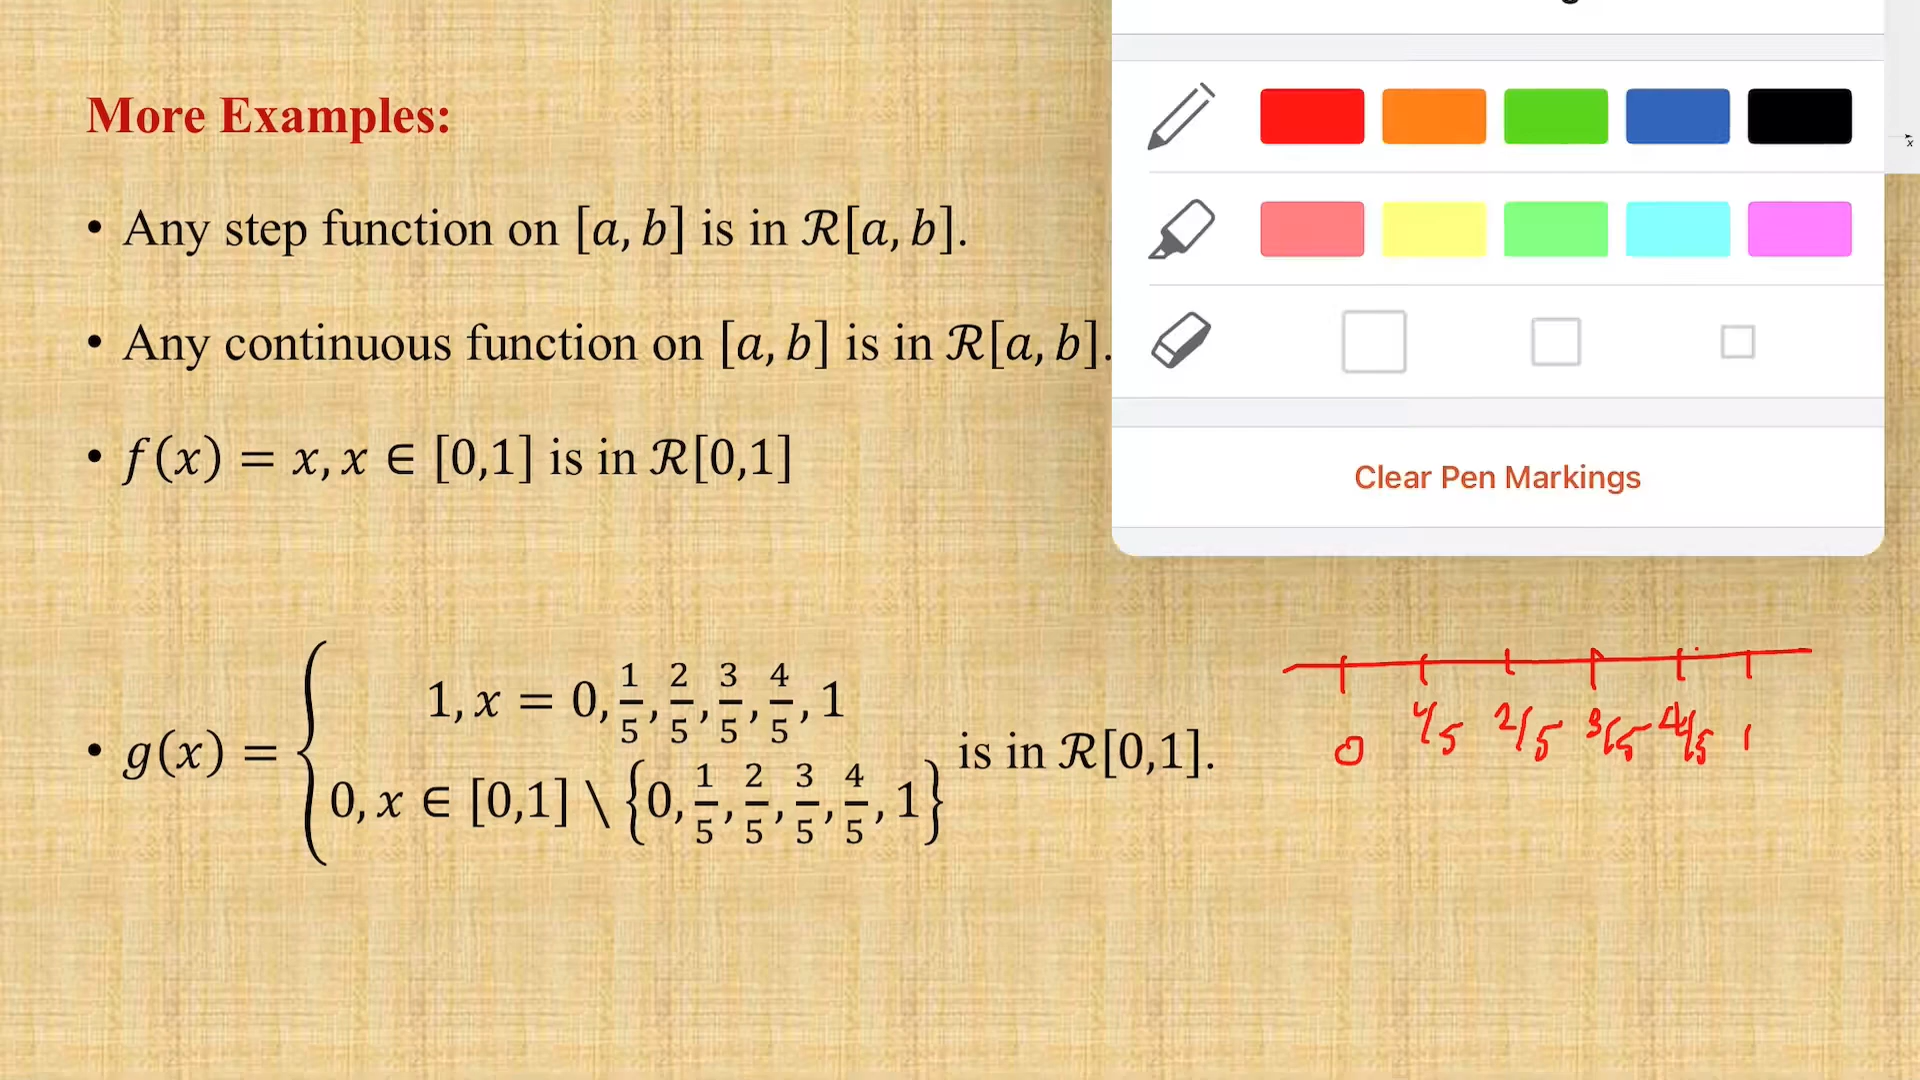 More Examples:
• Any step function on [a, b] is in ℛ[a, b].
• Any continuous function on [a, b] is in ℛ[a, b].
• f(x) = x, x ∈ [0,1] is in ℛ[0,1]
Clear Pen Markings
• g(x) = { 1, x = 0, 1/5, 2/5, 3/5, 4/5, 1
0, x ∈ [0,1] \ {0, 1/5, 2/5, 3/5, 4/5, 1} is in ℛ[0,1].
0 1/5 2/5 3/5 4/5 1
x